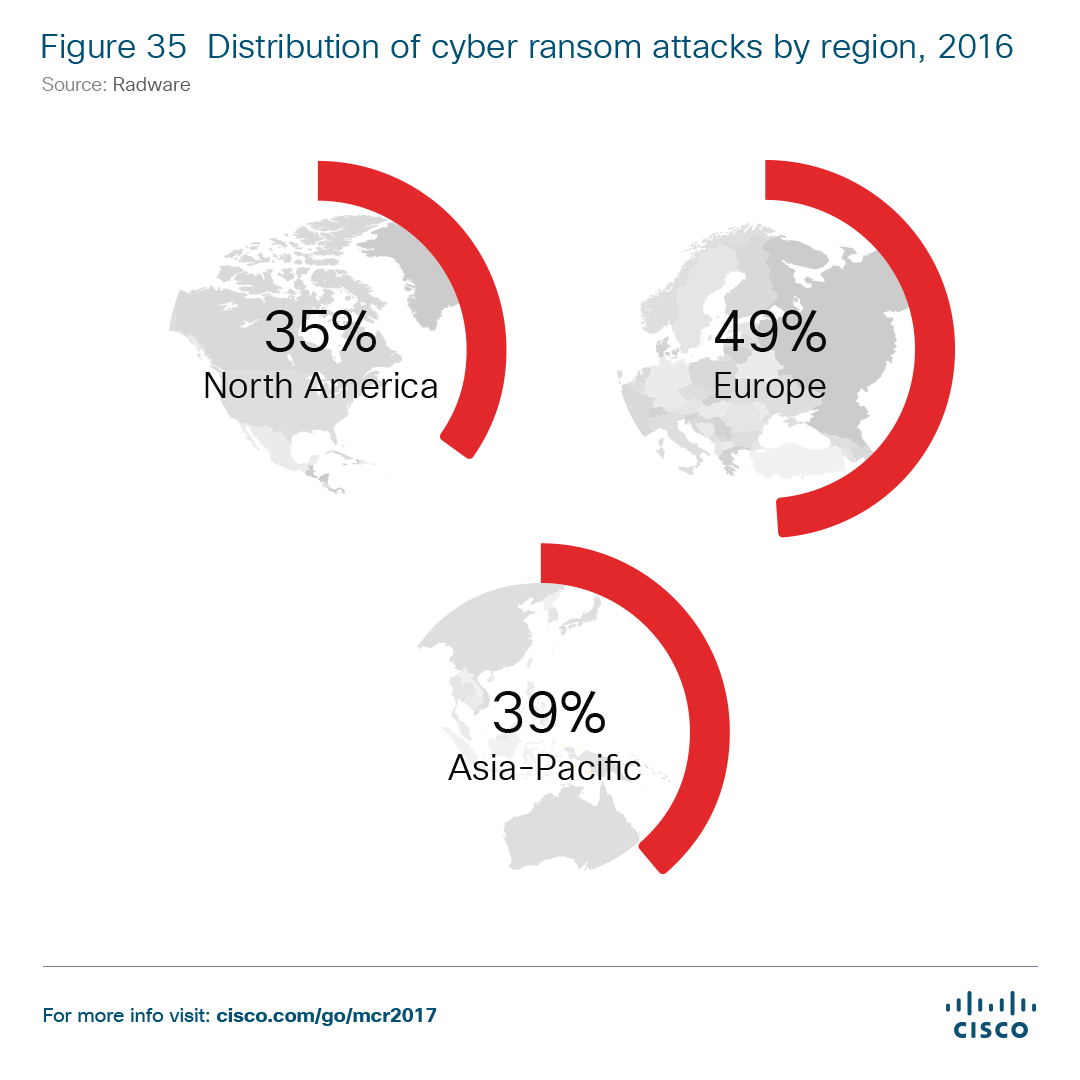 Figure 35  Distribution of cyber ransom attacks by region, 2016
Source: Radware
35%
North America
49%
Europe
39%
Asia-Pacific
For more info visit: cisco.com/go/mcr2017
CISCO